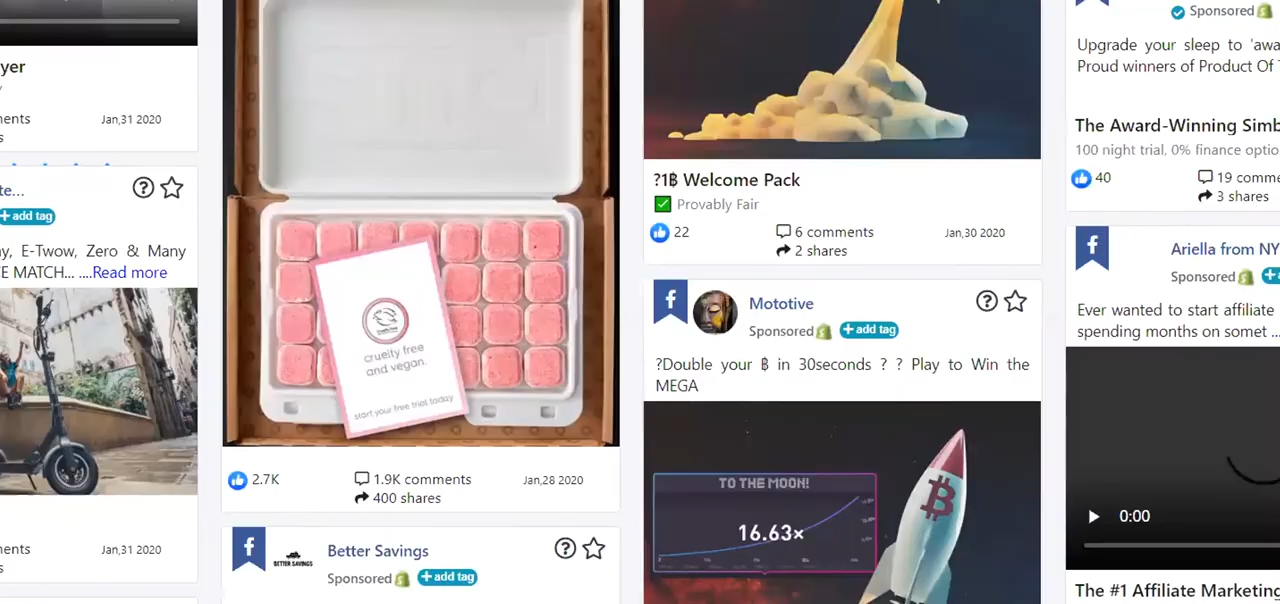 yer
ments
Jan,31 2020
s
te...
+ add tag
y, E-Twow, Zero & Many
E MATCH... ....Read more
ments
Jan,31 2020
s
cruelty free
and vegan.
start your free trial today
2.7K
1.9K comments
Jan,28 2020
400 shares
Better Savings
BETTER SAVINGS
Sponsored
+ add tag
?1₿ Welcome Pack
Provably Fair
22
6 comments
Jan,30 2020
2 shares
Mototive
Sponsored
+ add tag
?Double your ฿ in 30seconds ? ? Play to Win the
MEGA
TO THE MOON!
16.63×
Sponsored
Upgrade your sleep to 'awa
Proud winners of Product Of T
The Award-Winning Simb
100 night trial, 0% finance optio
40
19 comme
3 shares
Ariella from NY
Sponsored
+ a
Ever wanted to start affiliate
spending months on somet ...
0:00
The #1 Affiliate Marketing